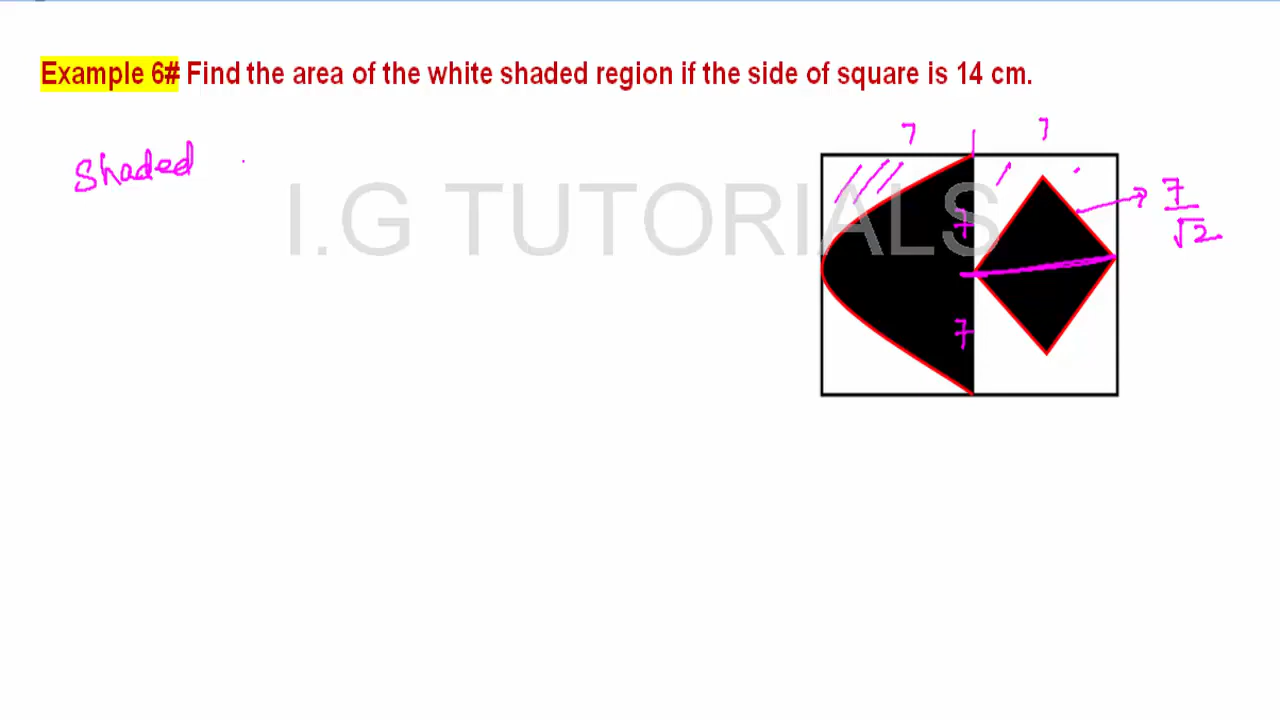 Example 6# Find the area of the white shaded region if the side of square is 14 cm.
Shaded
I.G TUTORIALS
7
7
7
7
7
√2